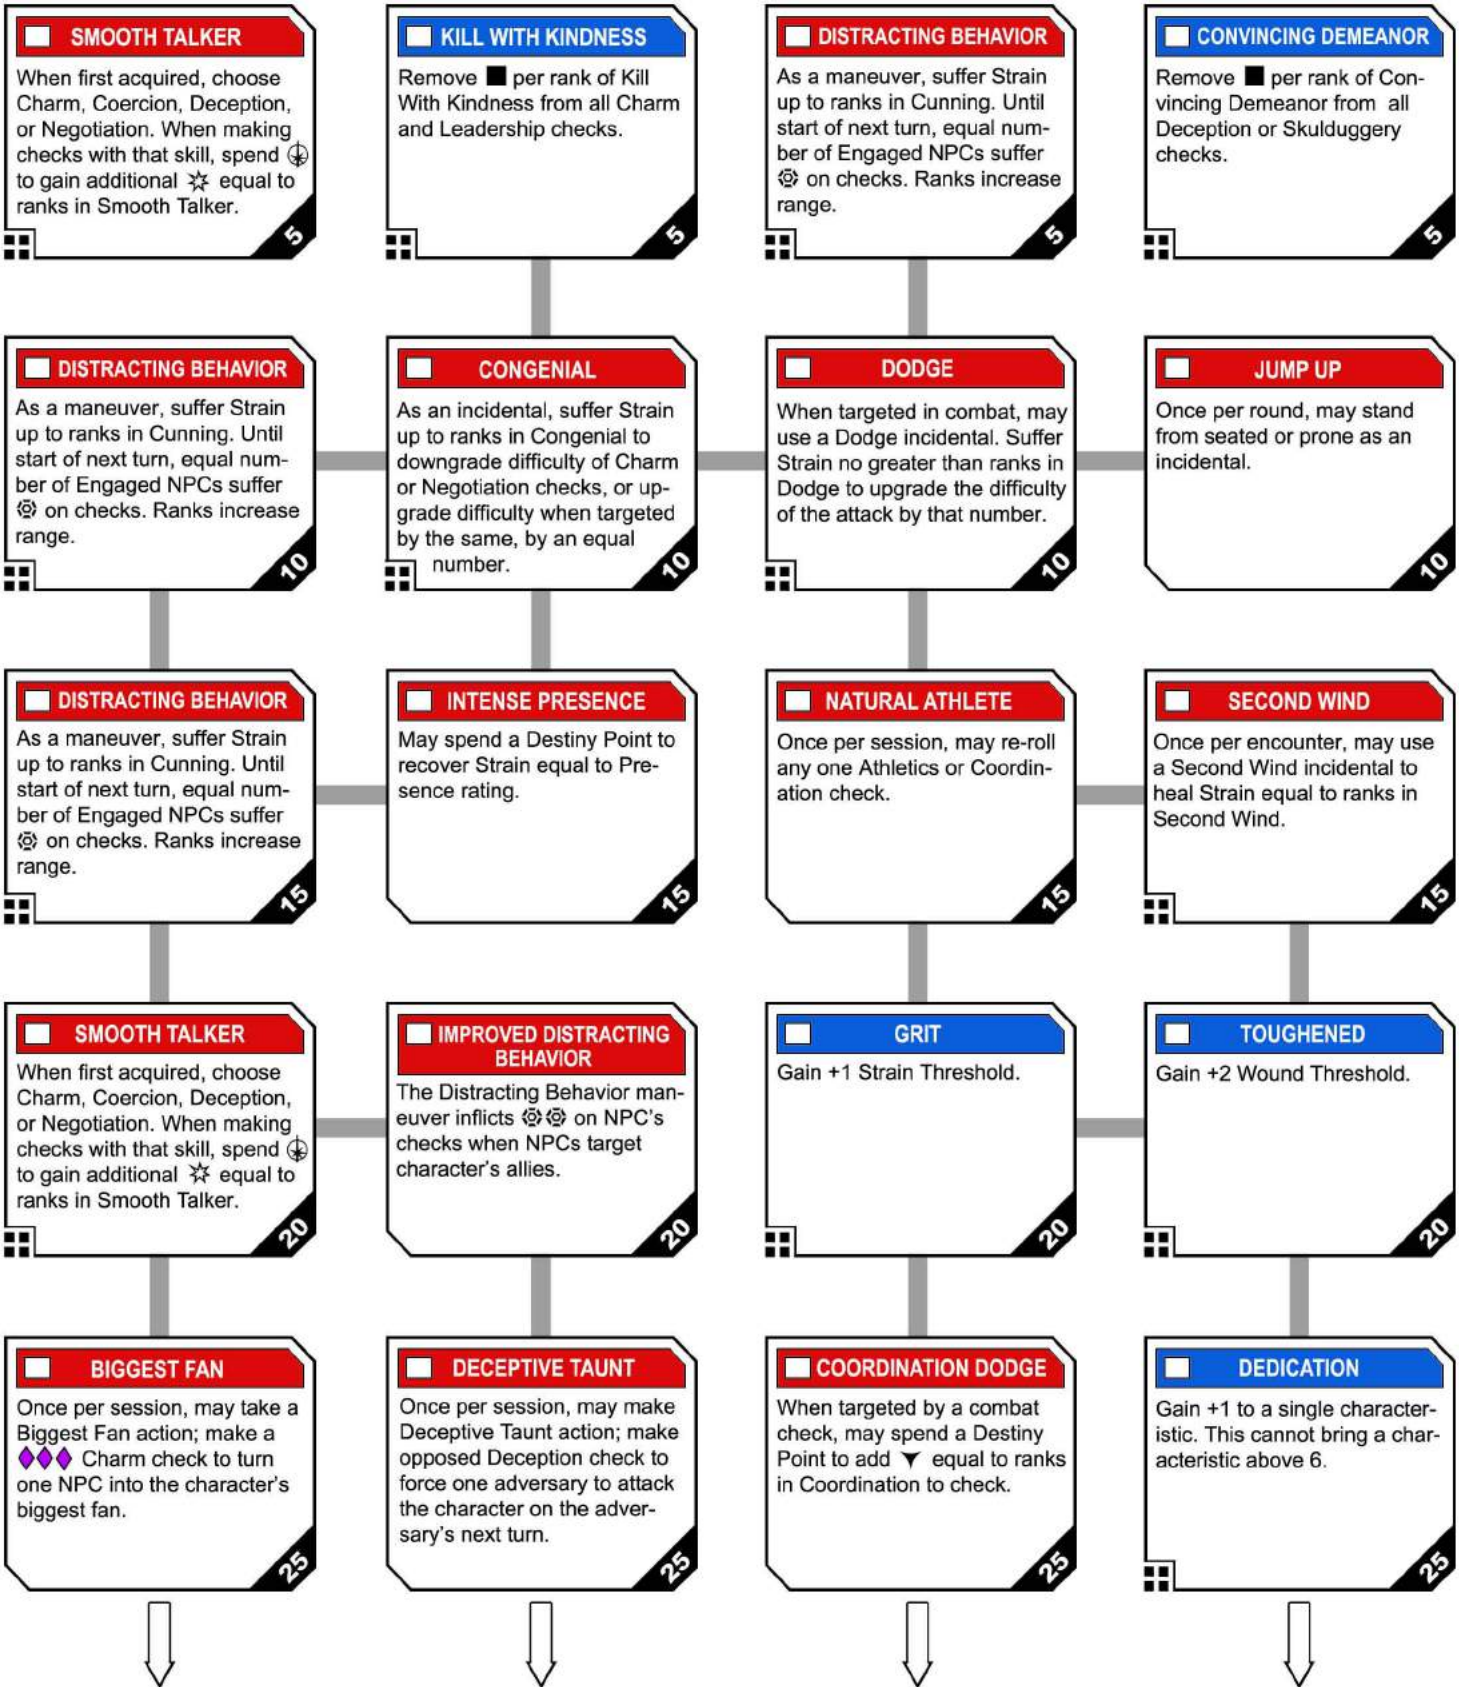 SMOOTH TALKER
When first acquired, choose
Charm, Coercion, Deception,
or Negotiation. When making
checks with that skill, spend
to gain additional equal to
ranks in Smooth Talker.
5
KILL WITH KINDNESS
Remove per rank of Kill
With Kindness from all Charm
and Leadership checks.
5
DISTRACTING BEHAVIOR
As a maneuver, suffer Strain
up to ranks in Cunning. Until
start of next turn, equal num-
ber of Engaged NPCs suffer
on checks. Ranks increase
range.
5
CONVINCING DEMEANOR
Remove per rank of Con-
vincing Demeanor from all
Deception or Skulduggery
checks.
5
DISTRACTING BEHAVIOR
As a maneuver, suffer Strain
up to ranks in Cunning. Until
start of next turn, equal num-
ber of Engaged NPCs suffer
on checks. Ranks increase
range.
10
CONGENIAL
As an incidental, suffer Strain
up to ranks in Congenial to
downgrade difficulty of Charm
or Negotiation checks, or up-
grade difficulty when targeted
by the same, by an equal
number.
10
DODGE
When targeted in combat, may
use a Dodge incidental. Suffer
Strain no greater than ranks in
Dodge to upgrade the difficulty
of the attack by that number.
10
JUMP UP
Once per round, may stand
from seated or prone as an
incidental.
10
DISTRACTING BEHAVIOR
As a maneuver, suffer Strain
up to ranks in Cunning. Until
start of next turn, equal num-
ber of Engaged NPCs suffer
on checks. Ranks increase
range.
15
INTENSE PRESENCE
May spend a Destiny Point to
recover Strain equal to Pre-
sence rating.
15
NATURAL ATHLETE
Once per session, may re-roll
any one Athletics or Coordin-
ation check.
15
SECOND WIND
Once per encounter, may use
a Second Wind incidental to
heal Strain equal to ranks in
Second Wind.
15
SMOOTH TALKER
When first acquired, choose
Charm, Coercion, Deception,
or Negotiation. When making
checks with that skill, spend
to gain additional equal to
ranks in Smooth Talker.
20
IMPROVED DISTRACTING
BEHAVIOR
The Distracting Behavior man-
euver inflicts on NPC's
checks when NPCs target
character's allies.
20
GRIT
Gain +1 Strain Threshold.
20
TOUGHENED
Gain +2 Wound Threshold.
20
BIGGEST FAN
Once per session, may take a
Biggest Fan action; make a
Charm check to turn
one NPC into the character's
biggest fan.
25
DECEPTIVE TAUNT
Once per session, may make
Deceptive Taunt action; make
opposed Deception check to
force one adversary to attack
the character on the adver-
sary's next turn.
25
COORDINATION DODGE
When targeted by a combat
check, may spend a Destiny
Point to add equal to ranks
in Coordination to check.
25
DEDICATION
Gain +1 to a single character-
istic. This cannot bring a char-
acteristic above 6.
25